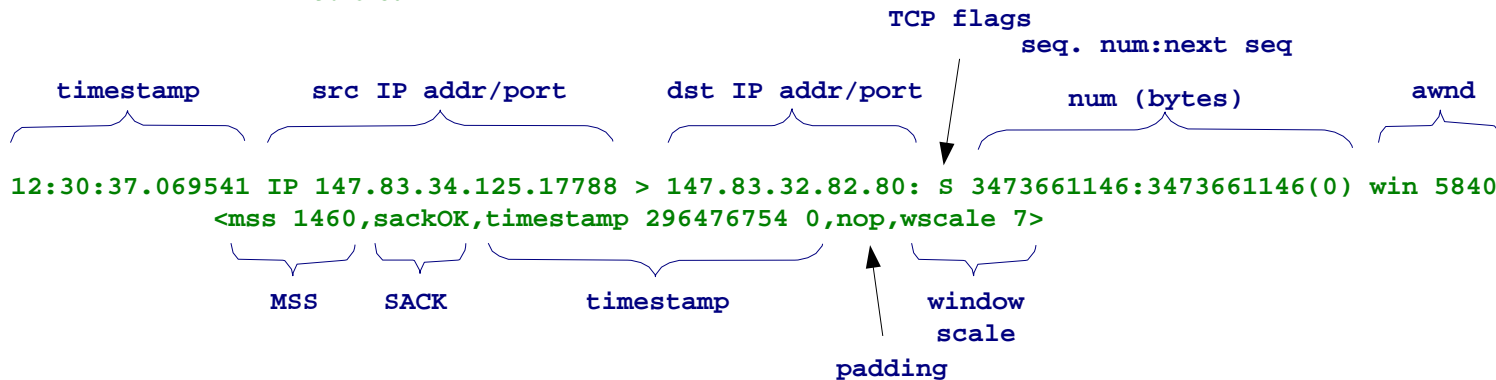 TCP flags
seq. num:next seq
timestamp src IP addr/port dst IP addr/port num (bytes) awnd
12:30:37.069541 IP 147.83.34.125.17788 > 147.83.32.82.80: S 3473661146:3473661146(0) win 5840
<mss 1460,sackOK,timestamp 296476754 0,nop,wscale 7>
MSS SACK timestamp window
scale
padding